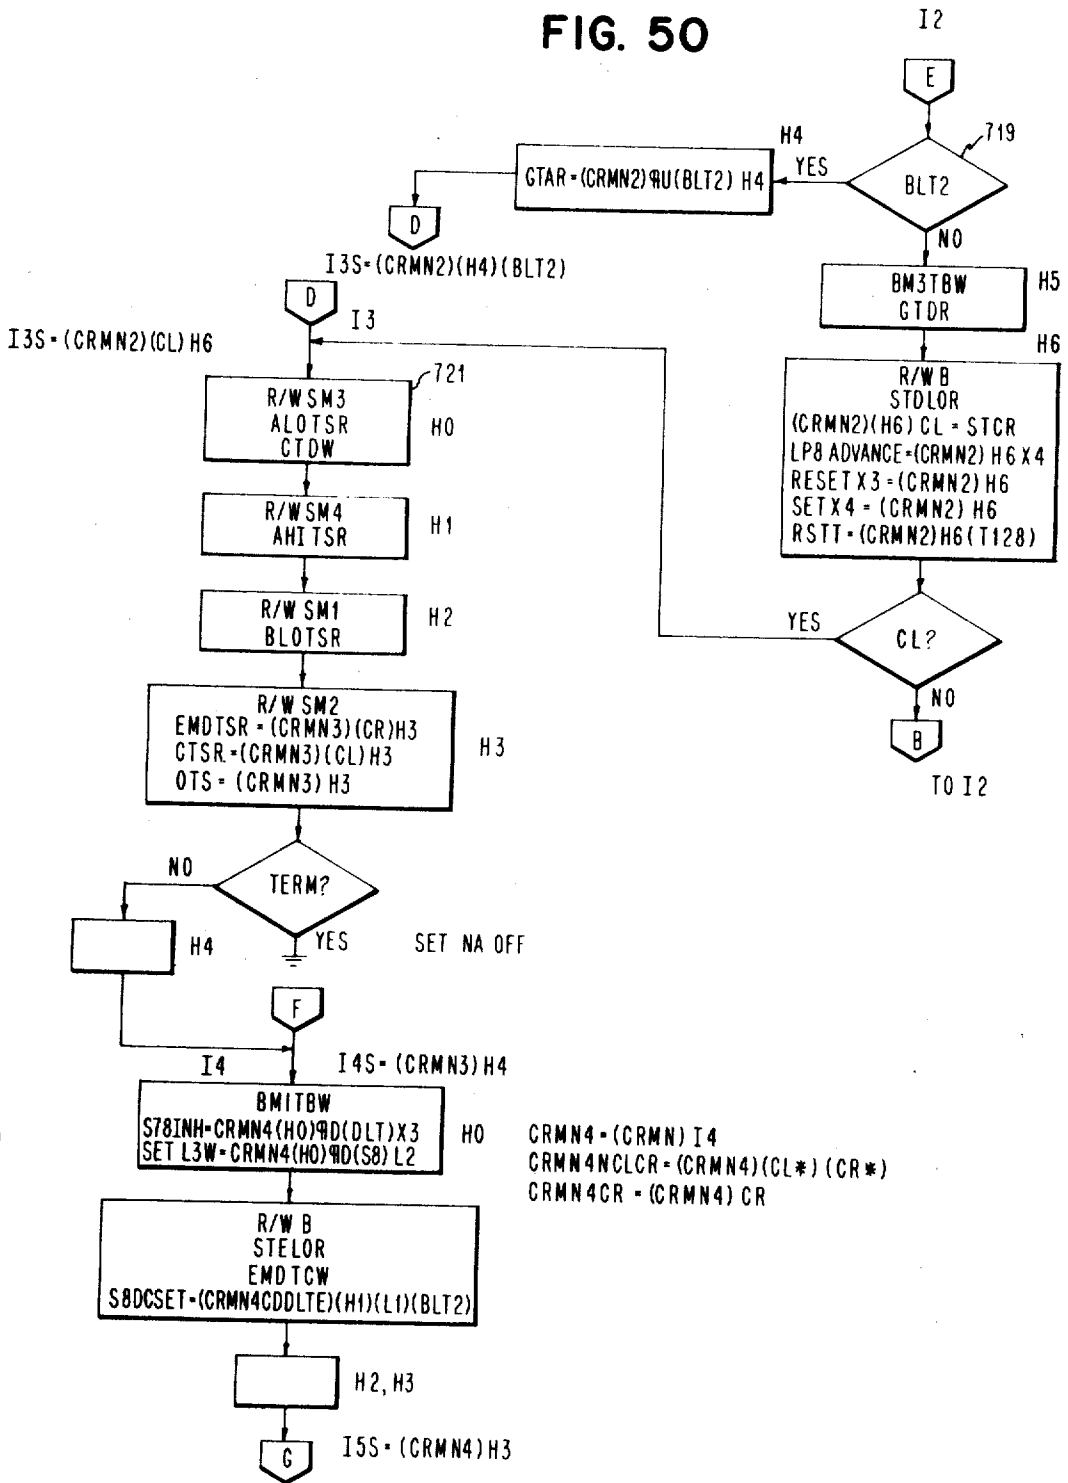 FIG. 50
I2
E
719
BLT2
YES
H4
GTAR=(CRMN2)¶U(BLT2) H4
D
I3S=(CRMN2)(H4)(BLT2)
NO
BM3TBW
GTDR
H5
H6
R/W B
STDLOR
(CRMN2)(H6) CL = STCR
LP8 ADVANCE=(CRMN2) H6 X4
RESET X3 = (CRMN2) H6
SET X4 = (CRMN2) H6
RSTT=(CRMN2)H6(T128)
CL?
YES
NO
B
TO I2
D
I3
I3S=(CRMN2)(CL)H6
721
R/W SM3
ALOTSR
CTDW
H0
R/W SM4
AHITSR
H1
R/W SM1
BLOTSR
H2
R/W SM2
EMDTSR=(CRMN3)(CR)H3
CTSR=(CRMN3)(CL)H3
OTS= (CRMN3) H3
H3
TERM?
NO
H4
YES
SET NA OFF
F
I4
I4S= (CRMN3)H4
BM1TBW
S78INH=CRMN4(H0)¶D(DLT)X3
SET L3W=CRMN4(H0)¶D(S8) L2
H0
CRMN4=(CRMN) I4
CRMN4NCLCR=(CRMN4)(CL*)(CR*)
CRMN4CR=(CRMN4) CR
R/W B
STELOR
EMDTCW
S8DCSET=(CRMN4CDDLTE)(H1)(L1)(BLT2)
H2, H3
G
I5S=(CRMN4)H3